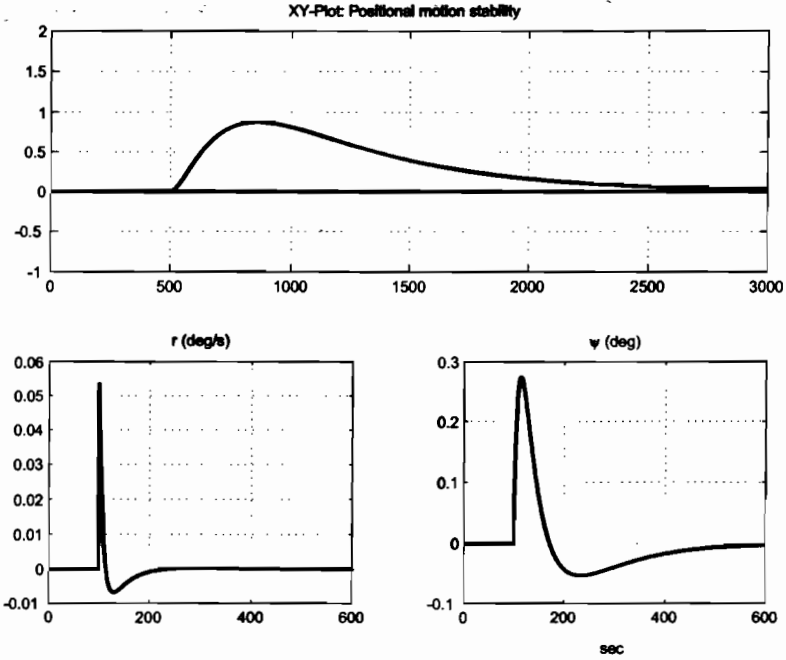 XY-Plot: Positional motion stability
2
1.5
1
0.5
0
-0.5
-1
0 500 1000 1500 2000 2500 3000
r (deg/s)
0.06
0.05
0.04
0.03
0.02
0.01
0
-0.01
0 200 400 600
ψ (deg)
0.3
0.2
0.1
0
-0.1
0 200 400 600
sec